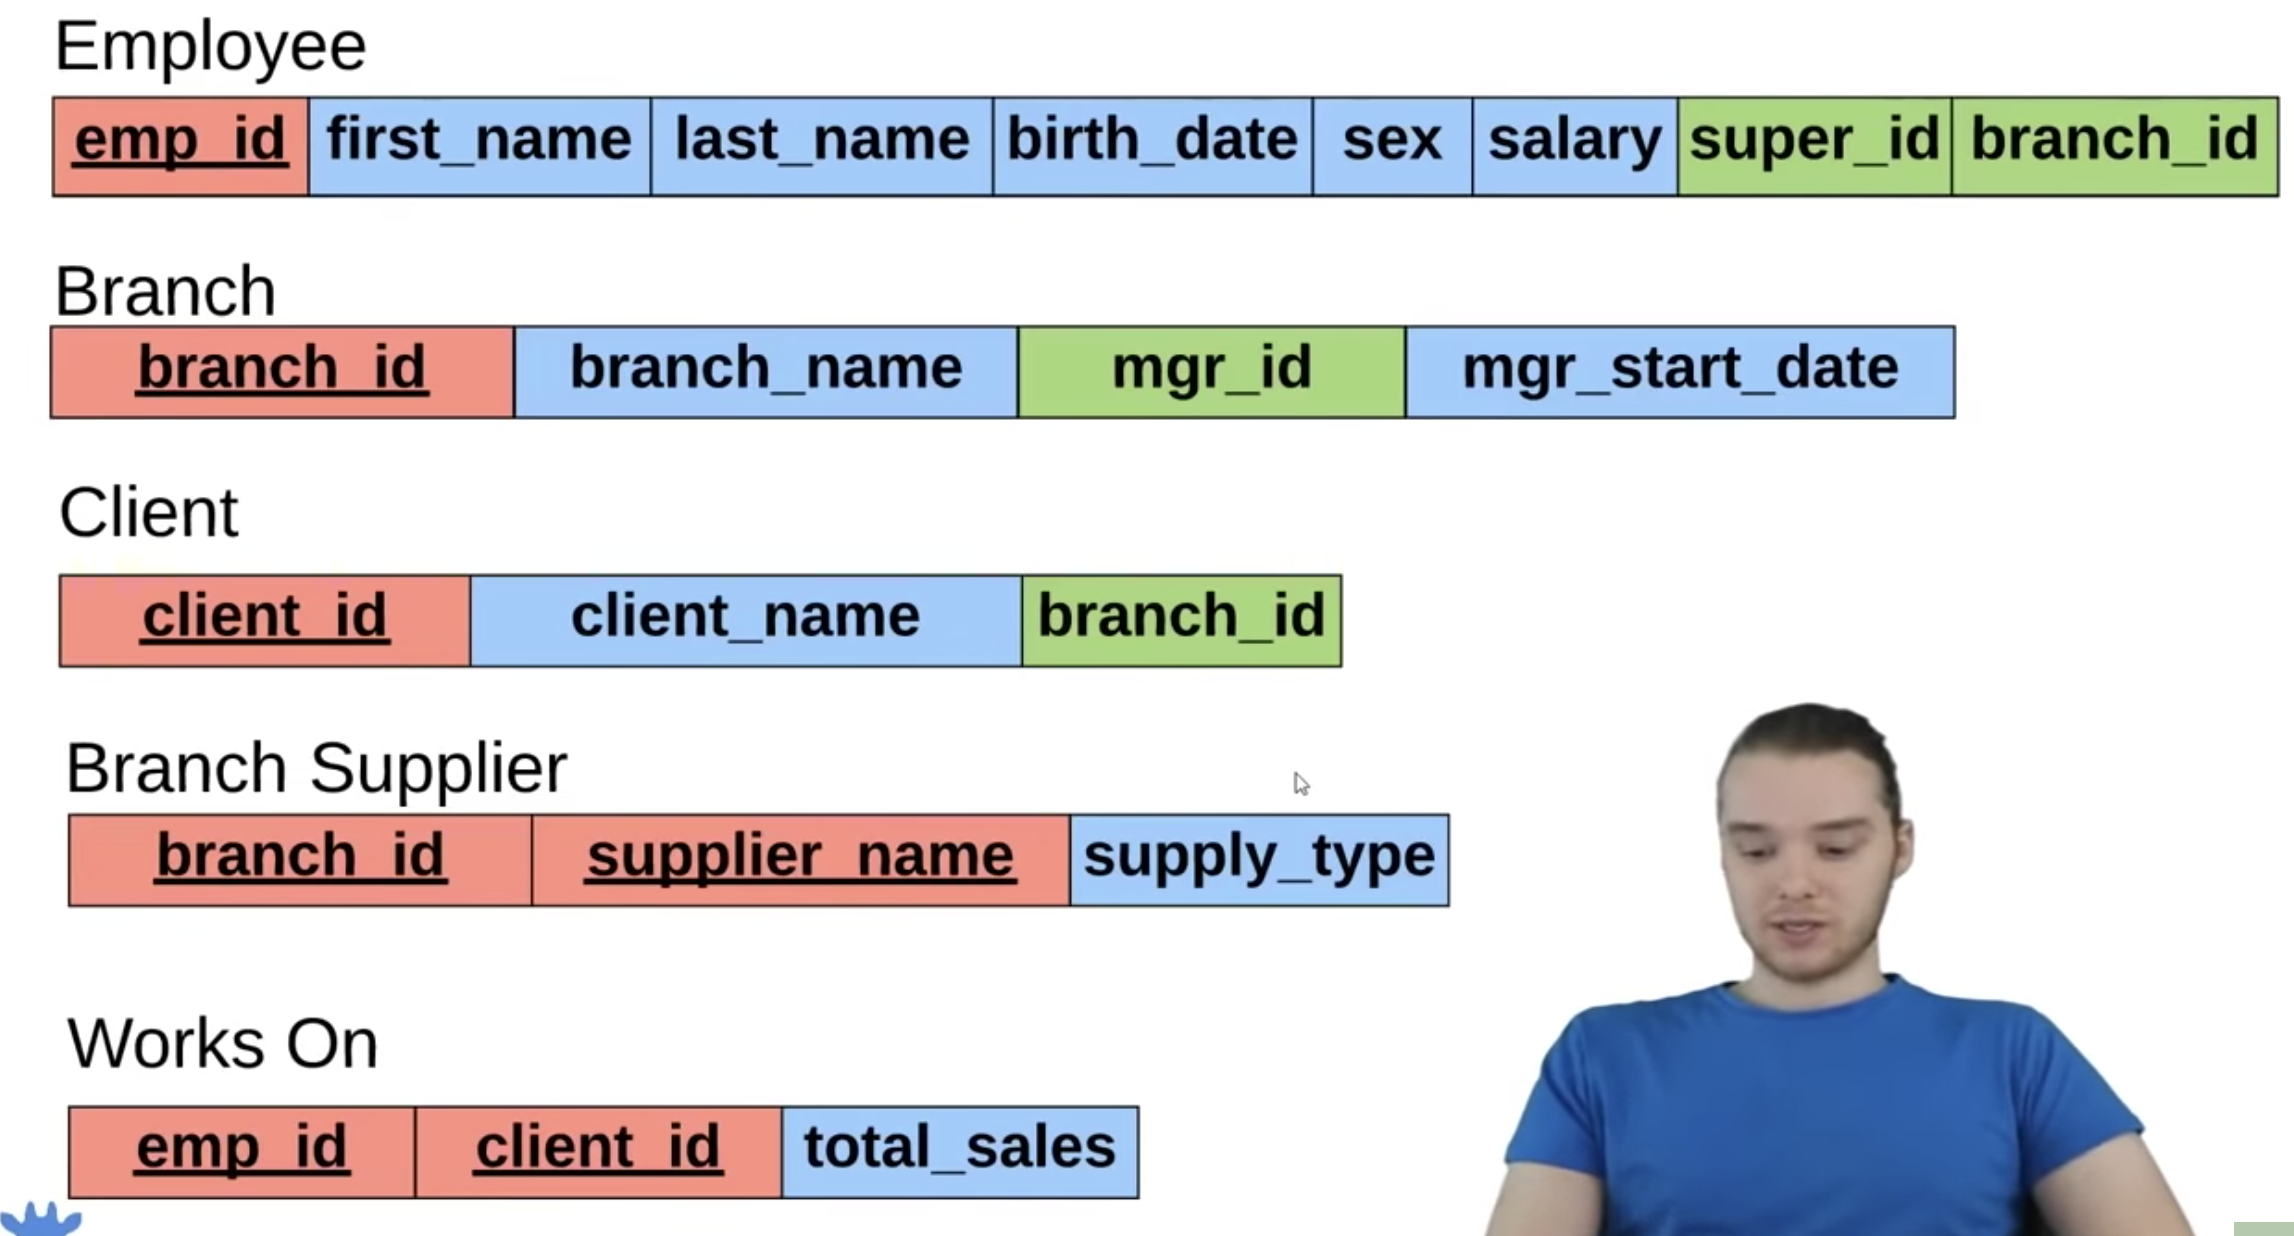 Employee
emp_id first_name last_name birth_date sex salary super_id branch_id
Branch
branch_id branch_name mgr_id mgr_start_date
Client
client_id client_name branch_id
Branch Supplier
branch_id supplier_name supply_type
Works On
emp_id client_id total_sales